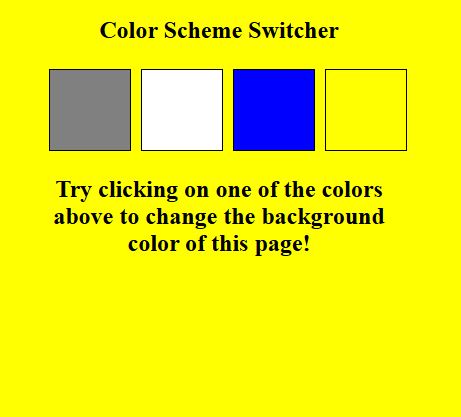 Color Scheme Switcher
Try clicking on one of the colors
above to change the background
color of this page!